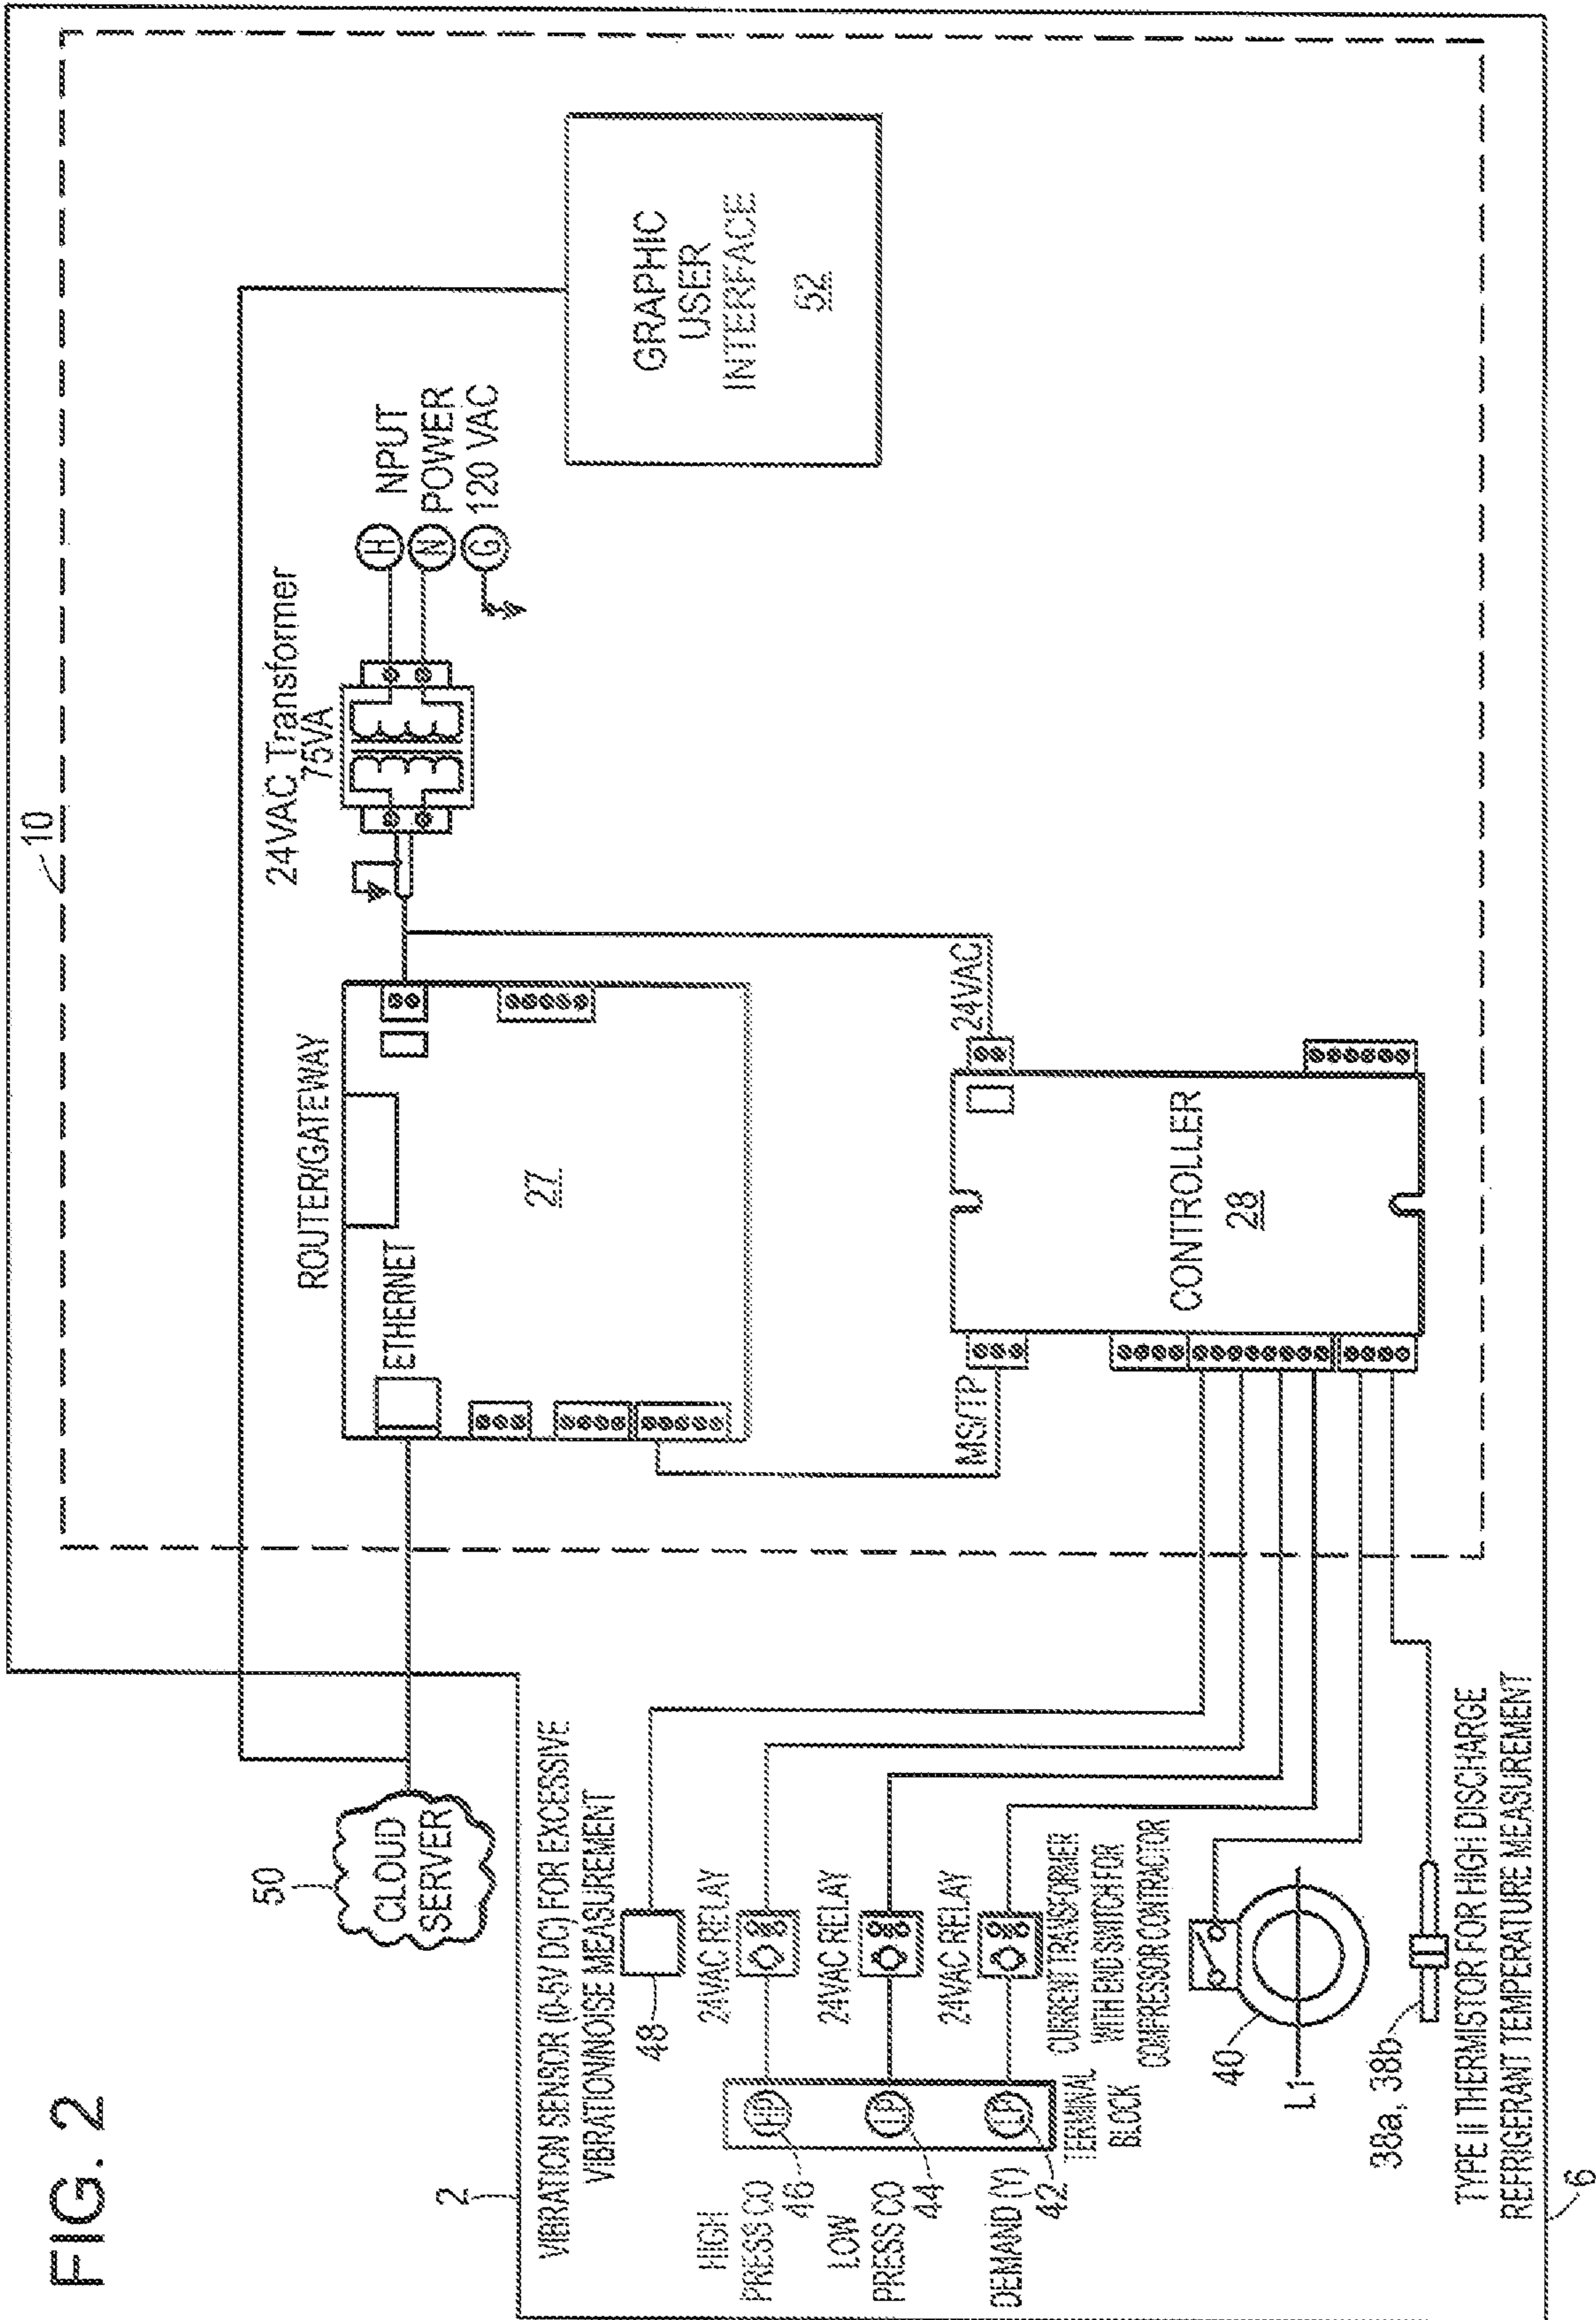 FIG. 2
10
50
CLOUD
SERVER
ROUTER/GATEWAY
ETHERNET
27
24VAC Transformer
75VA
H
N
G
NPUT
POWER
120 VAC
GRAPHIC
USER
INTERFACE
52
2
VIBRATION SENSOR (0-5V DC) FOR EXCESSIVE
VIBRATION/NOISE MEASUREMENT
48
MS/TP
24VAC
CONTROLLER
28
HIGH
PRESS CO
46
HP
24VAC RELAY
LOW
PRESS CO
44
LP
24VAC RELAY
DEMAND (Y)
42
24VAC RELAY
TERMINAL
BLOCK
CURRENT TRANSFORMER
WITH END SWITCH FOR
COMPRESSOR CONTRACTOR
40
L1
38a, 38b
TYPE II THERMISTOR FOR HIGH DISCHARGE
REFRIGERANT TEMPERATURE MEASUREMENT
6